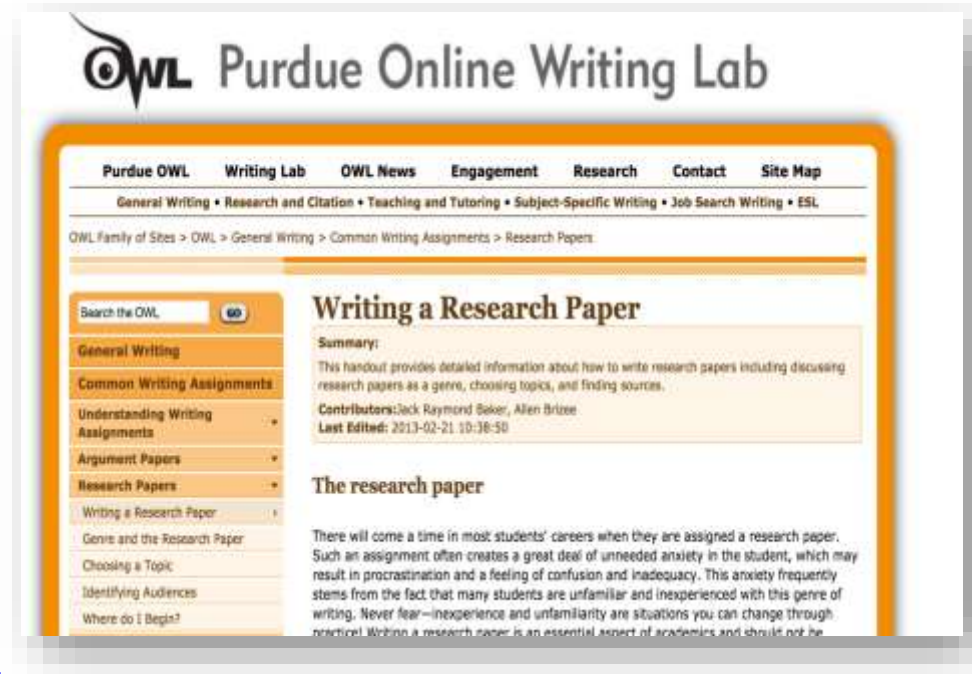 OWL Purdue Online Writing Lab
Purdue OWL Writing Lab OWL News Engagement Research Contact Site Map
General Writing • Research and Citation • Teaching and Tutoring • Subject-Specific Writing • Job Search Writing • ESL
OWL Family of Sites > OWL > General Writing > Common Writing Assignments > Research Papers
Search the OWL GO
General Writing
Common Writing Assignments
Understanding Writing
Assignments
Argument Papers
Research Papers
Writing a Research Paper
Genre and the Research Paper
Choosing a Topic
Identifying Audiences
Where do I Begin?
Writing a Research Paper
Summary:
This handout provides detailed information about how to write research papers including discussing
research papers as a genre, choosing topics, and finding sources.
Contributors:Jack Raymond Baker, Allen Brizee
Last Edited: 2013-02-21 10:38:50
The research paper
There will come a time in most students' careers when they are assigned a research paper.
Such an assignment often creates a great deal of unneeded anxiety in the student, which may
result in procrastination and a feeling of confusion and inadequacy. This anxiety frequently
stems from the fact that many students are unfamiliar and inexperienced with this genre of
writing. Never fear—inexperience and unfamiliarity are situations you can change through
practice! Writing a research paper is an essential aspect of academics and should not be